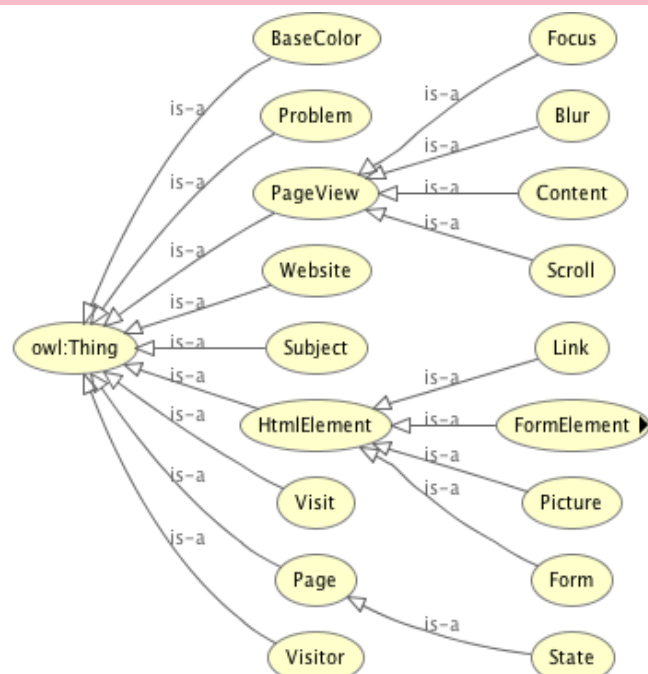 BaseColor
Focus
is-a
is-a
Problem
Blur
is-a
is-a
PageView
is-a
Content
is-a
is-a
Website
Scroll
is-a
owl:Thing
is-a
Subject
Link
is-a
is-a
HtmlElement
is-a
FormElement
is-a
is-a
Visit
Picture
is-a
is-a
Page
Form
is-a
is-a
Visitor
State